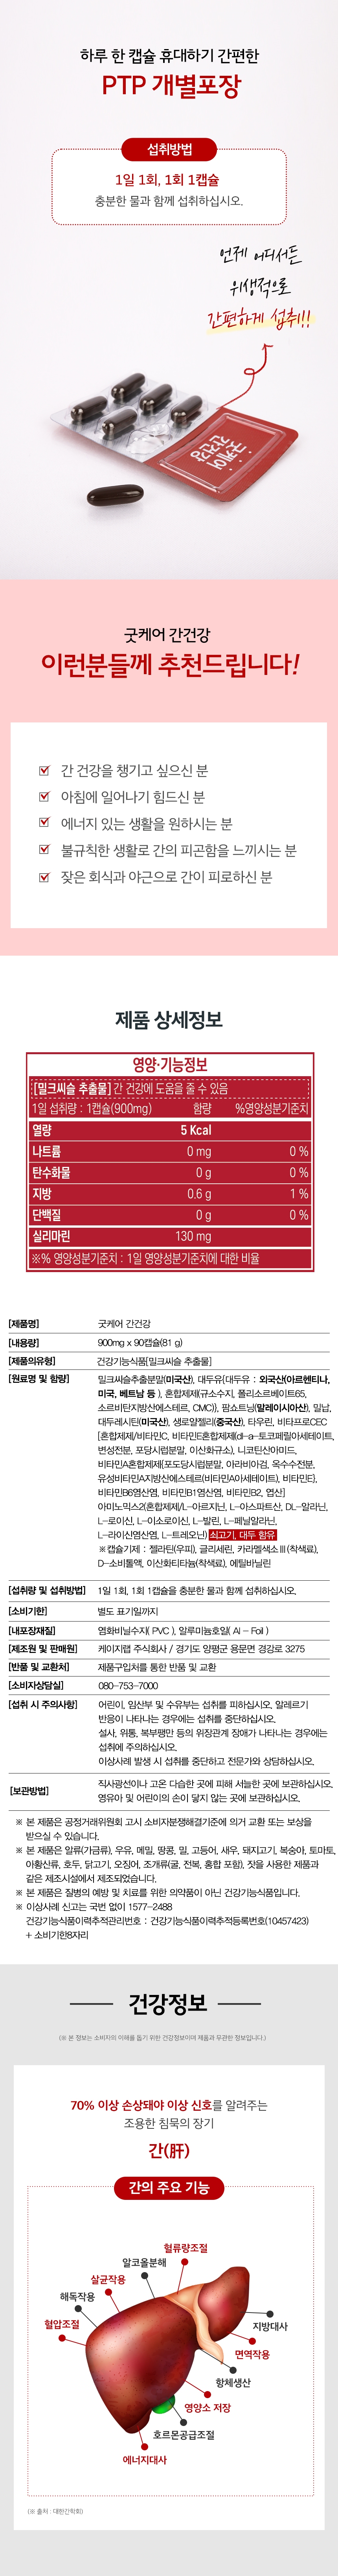 하루 한 캡슐 휴대하기 간편한
PTP 개별포장
섭취방법
1일 1회, 1회 1캡슐
충분한 물과 함께 섭취하십시오.
언제 어디서든
위생적으로
간편하게 섭취!!
굿케어 간건강
이런분들께 추천드립니다!
간 건강을 챙기고 싶으신 분
아침에 일어나기 힘드신 분
에너지 있는 생활을 원하시는 분
불규칙한 생활로 간의 피곤함을 느끼시는 분
잦은 회식과 야근으로 간이 피로하신 분
제품 상세정보
영양·기능정보
[밀크씨슬 추출물] 간 건강에 도움을 줄 수 있음
1일 섭취량 : 1캡슐(900mg) 함량 %영양성분기준치
열량 5 Kcal
나트륨 0 mg 0 %
탄수화물 0 g 0 %
지방 0.6 g 1 %
단백질 0 g 0 %
실리마린 130 mg
※% 영양성분기준치 : 1일 영양성분기준치에 대한 비율
[제품명] 굿케어 간건강
[내용량] 900mg x 90캡슐(81 g)
[제품의유형] 건강기능식품[밀크씨슬 추출물]
[원료명 및 함량] 밀크씨슬추출분말(미국산), 대두유{대두유 : 외국산(아르헨티나,
미국, 베트남 등 ), 혼합제제(규소수지, 폴리소르베이트65,
소르비탄지방산에스테르, CMC)}, 팜쇼트닝(말레이시아산), 밀납,
대두레시틴(미국산), 생로얄젤리(중국산), 타우린, 비타프로CEC
[혼합제제/비타민C, 비타민E혼합제제(dl-a-토코페릴아세테이트,
변성전분, 포당시럽분말, 이산화규소), 니코틴산아미드,
비타민A혼합제제{포도당시럽분말, 아라비아검, 옥수수전분,
유성비타민A지방산에스테르(비타민A아세테이트), 비타민E},
비타민B6염산염, 비타민B1염산염, 비타민B2, 엽산]
아미노믹스2(혼합제제/L-아르지닌, L-아스파트산, DL-알라닌,
L-로이신, L-이소로이신, L-발린, L-페닐알라닌,
L-라이신염산염, L-트레오닌) 쇠고기, 대두 함유
※캡슐기제 : 젤라틴(우피), 글리세린, 카라멜색소Ⅲ(착색료),
D-소비톨액, 이산화티타늄(착색료), 에틸바닐린
[섭취량 및 섭취방법] 1일 1회, 1회 1캡슐을 충분한 물과 함께 섭취하십시오.
[소비기한] 별도 표기일까지
[내포장재질] 염화비닐수지( PVC ), 알루미늄호일( Al - Foil )
[제조원 및 판매원] 케이지랩 주식회사 / 경기도 양평군 용문면 경강로 3275
[반품 및 교환처] 제품구입처를 통한 반품 및 교환
[소비자상담실] 080-753-7000
[섭취 시 주의사항] 어린이, 임산부 및 수유부는 섭취를 피하십시오. 알레르기
반응이 나타나는 경우에는 섭취를 중단하십시오.
설사, 위통, 복부팽만 등의 위장관계 장애가 나타나는 경우에는
섭취에 주의하십시오.
이상사례 발생 시 섭취를 중단하고 전문가와 상담하십시오.
[보관방법] 직사광선이나 고온 다습한 곳에 피해 서늘한 곳에 보관하십시오.
영유아 및 어린이의 손이 닿지 않는 곳에 보관하십시오.
※ 본 제품은 공정거래위원회 고시 소비자분쟁해결기준에 의거 교환 또는 보상을
받으실 수 있습니다.
※ 본 제품은 알류(가금류), 우유, 메밀, 땅콩, 밀, 고등어, 새우, 돼지고기, 복숭아, 토마토,
아황산류, 호두, 닭고기, 오징어, 조개류(굴, 전복, 홍합 포함), 잣을 사용한 제품과
같은 제조시설에서 제조되었습니다.
※ 본 제품은 질병의 예방 및 치료를 위한 의약품이 아닌 건강기능식품입니다.
※ 이상사례 신고는 국번 없이 1577-2488
건강기능식품이력추적관리번호 : 건강기능식품이력추적등록번호(10457423)
+ 소비기한8자리
건강정보
(※ 본 정보는 소비자의 이해를 돕기 위한 건강정보이며 제품과 무관한 정보입니다.)
70% 이상 손상돼야 이상 신호를 알려주는
조용한 침묵의 장기
간(肝)
간의 주요 기능
혈류량조절
알코올분해
살균작용
해독작용
혈압조절
지방대사
면역작용
항체생산
영양소 저장
호르몬공급조절
에너지대사
(※ 출처 : 대한간학회)